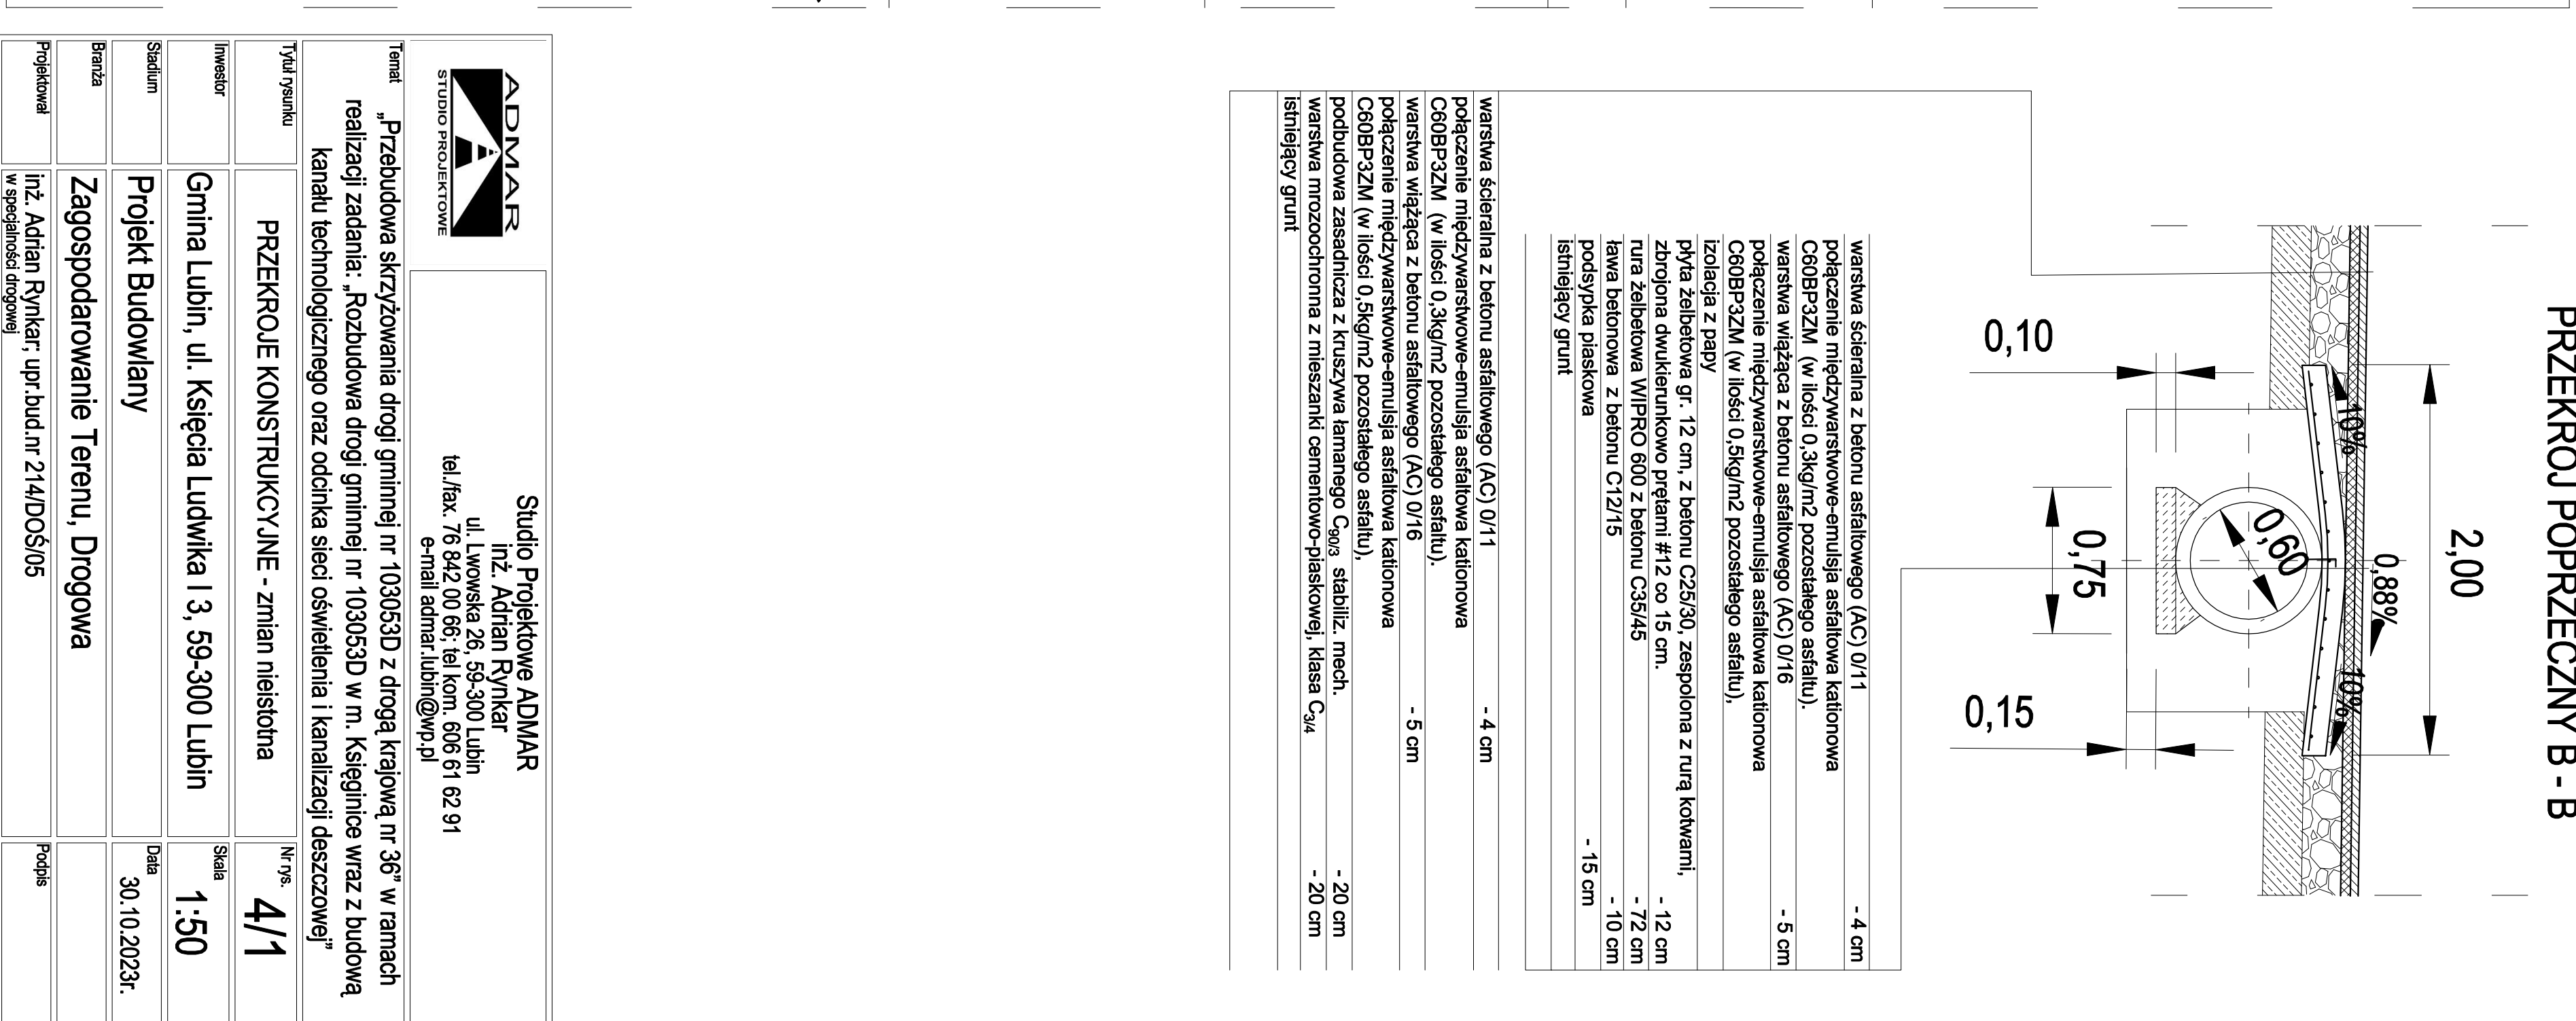 PRZEKRÓJ POPRZECZNY B - B
2,00
0,88%
10%
10%
0,60
0,75
0,10
0,15
warstwa ścieralna z betonu asfaltowego (AC) 0/11 - 4 cm
połączenie międzywarstwowe-emulsja asfaltowa kationowa
C60BP3ZM (w ilości 0,3kg/m2 pozostałego asfaltu).
warstwa wiążąca z betonu asfaltowego (AC) 0/16 - 5 cm
połączenie międzywarstwowe-emulsja asfaltowa kationowa
C60BP3ZM (w ilości 0,5kg/m2 pozostałego asfaltu),
izolacja z papy
płyta żelbetowa gr. 12 cm, z betonu C25/30, zespolona z rurą kotwami,
zbrojona dwukierunkowo prętami #12 co 15 cm. - 12 cm
rura żelbetowa WIPRO 600 z betonu C35/45 - 72 cm
ława betonowa z betonu C12/15 - 10 cm
podsypka piaskowa - 15 cm
istniejący grunt
warstwa ścieralna z betonu asfaltowego (AC) 0/11 - 4 cm
połączenie międzywarstwowe-emulsja asfaltowa kationowa
C60BP3ZM (w ilości 0,3kg/m2 pozostałego asfaltu).
warstwa wiążąca z betonu asfaltowego (AC) 0/16 - 5 cm
połączenie międzywarstwowe-emulsja asfaltowa kationowa
C60BP3ZM (w ilości 0,5kg/m2 pozostałego asfaltu),
podbudowa zasadnicza z kruszywa łamanego C90/3 stabiliz. mech. - 20 cm
warstwa mrozoochronna z mieszanki cementowo-piaskowej, klasa C3/4 - 20 cm
istniejący grunt
ADMAR
STUDIO PROJEKTOWE
Studio Projektowe ADMAR
inż. Adrian Rynkar
ul. Lwowska 26, 59-300 Lubin
tel./fax. 76 842 00 66; tel kom. 606 61 62 91
e-mail admar.lubin@wp.pl
Temat
„Przebudowa skrzyżowania drogi gminnej nr 103053D z drogą krajową nr 36” w ramach
realizacji zadania: „Rozbudowa drogi gminnej nr 103053D w m. Księginice wraz z budową
kanału technologicznego oraz odcinka sieci oświetlenia i kanalizacji deszczowej”
Tytuł rysunku
PRZEKROJE KONSTRUKCYJNE - zmian nieistotna
Nr rys.
4/1
Inwestor
Gmina Lubin, ul. Księcia Ludwika I 3, 59-300 Lubin
Skala
1:50
Stadium
Projekt Budowlany
Data
30.10.2023r.
Branża
Zagospodarowanie Terenu, Drogowa
Projektował
inż. Adrian Rynkar; upr.bud.nr 214/DOŚ/05
w specjalności drogowej
Podpis